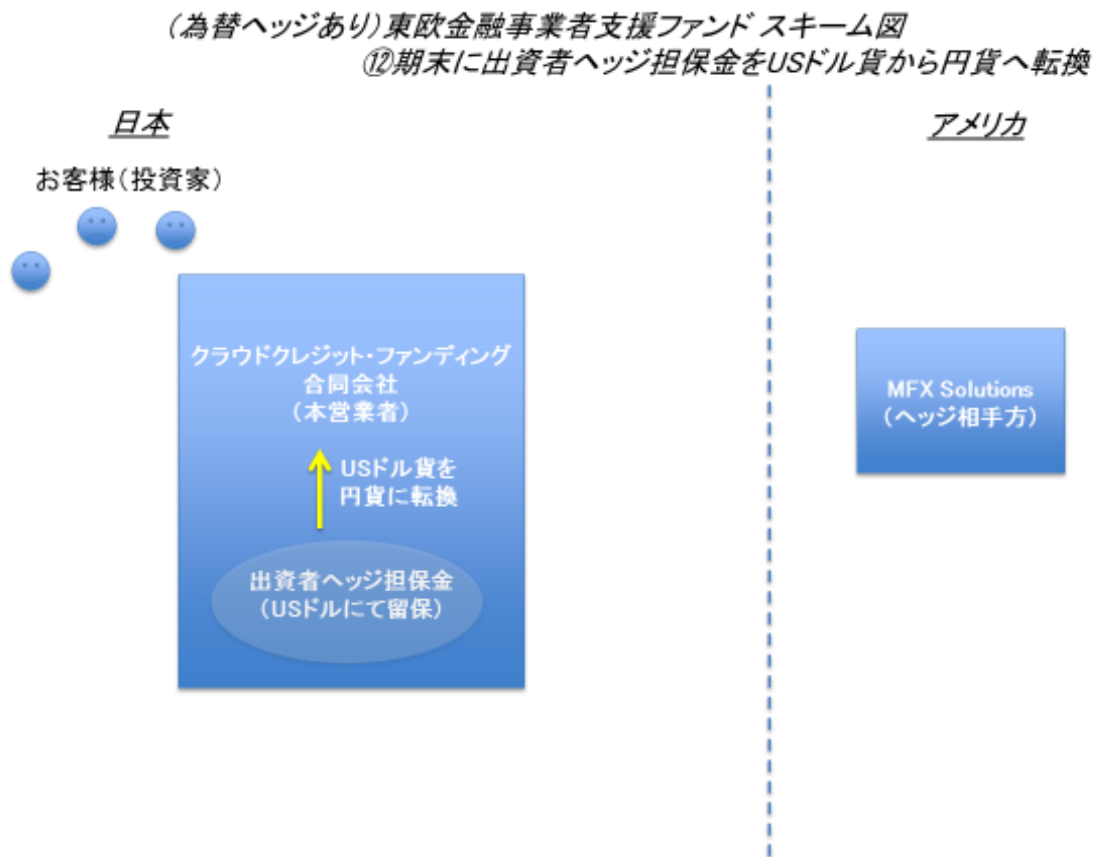 （為替ヘッジあり）東欧金融事業者支援ファンド スキーム図
⑫期末に出資者ヘッジ担保金をUSドル貨から円貨へ転換
日本
アメリカ
お客様（投資家）
クラウドクレジット・ファンディング
合同会社
（本営業者）
USドル貨を
円貨に転換
出資者ヘッジ担保金
（USドルにて留保）
MFX Solutions
（ヘッジ相手方）